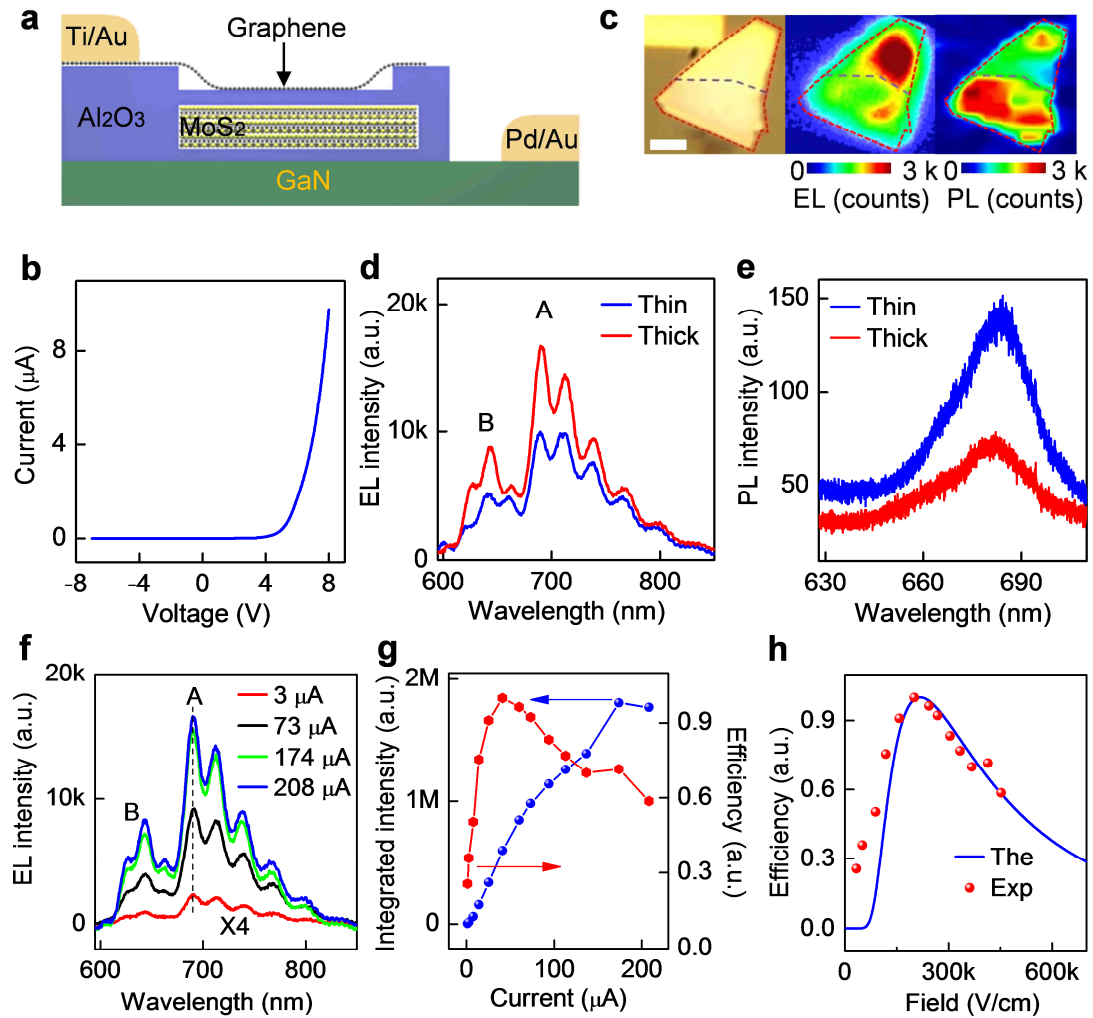 a
Ti/Au
Graphene
Al2O3
MoS2
Pd/Au
GaN
c
0 3 k
EL (counts)
0 3 k
PL (counts)
b
Current (μA)
8
4
0
-8 -4 0 4 8
Voltage (V)
d
EL intensity (a.u.)
20k
10k
0
Thin
Thick
A
B
600 700 800
Wavelength (nm)
e
PL intensity (a.u.)
150
100
50
Thin
Thick
630 660 690
Wavelength (nm)
f
EL intensity (a.u.)
20k
10k
0
A
B
3 μA
73 μA
174 μA
208 μA
X4
600 700 800
Wavelength (nm)
g
Integrated intensity (a.u.)
2M
1M
0
0.9
0.6
0.3
0.0
Efficiency (a.u.)
0 100 200
Current (μA)
h
Efficiency (a.u.)
0.9
0.6
0.3
0.0
The
Exp
0 300k 600k
Field (V/cm)